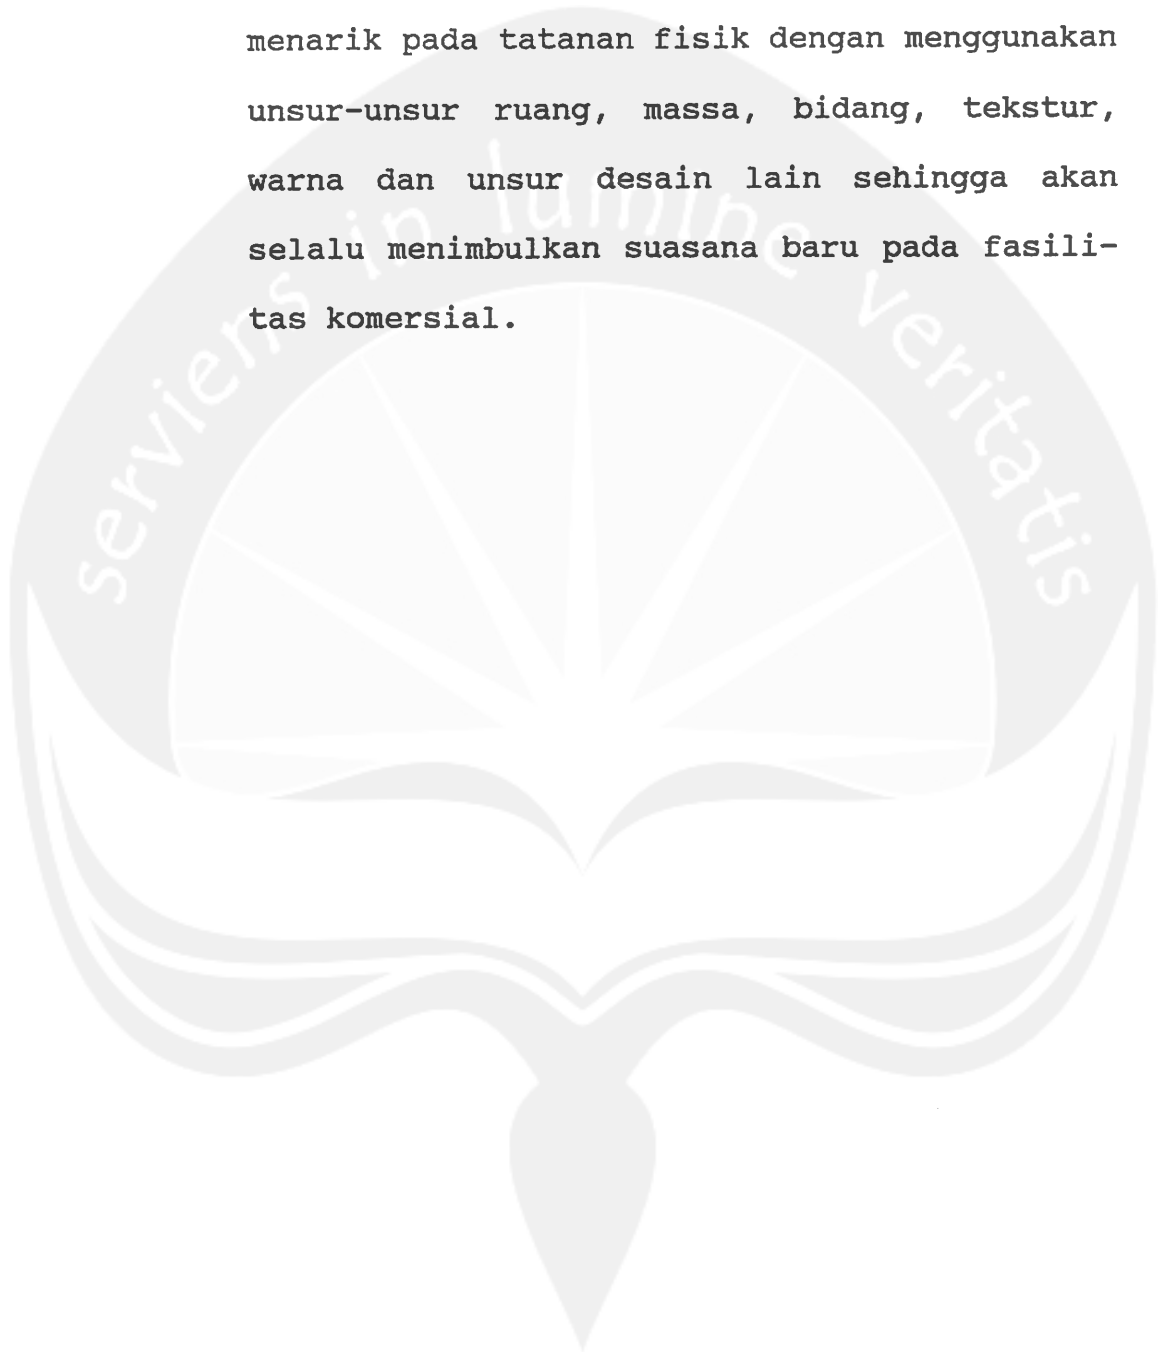 menarik pada tatanan fisik dengan menggunakan
unsur-unsur ruang, massa, bidang, tekstur,
warna dan unsur desain lain sehingga akan
selalu menimbulkan suasana baru pada fasili-
tas komersial.
serviens in lumine veritatis